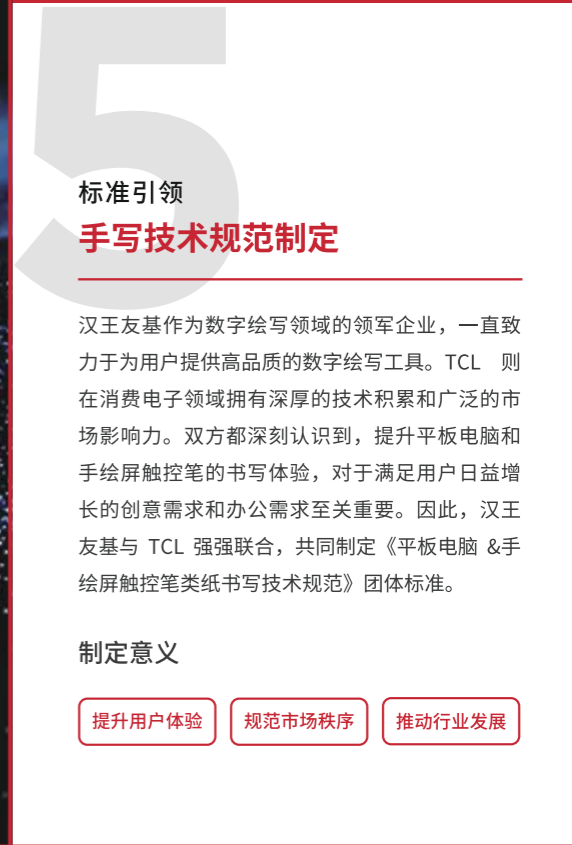 5
标准引领
手写技术规范制定
汉王友基作为数字绘写领域的领军企业，一直致
力于为用户提供高品质的数字绘写工具。TCL 则
在消费电子领域拥有深厚的技术积累和广泛的市
场影响力。双方都深刻认识到，提升平板电脑和
手绘屏触控笔的书写体验，对于满足用户日益增
长的创意需求和办公需求至关重要。因此，汉王
友基与 TCL 强强联合，共同制定《平板电脑 &手
绘屏触控笔类纸书写技术规范》团体标准。
制定意义
提升用户体验 规范市场秩序 推动行业发展